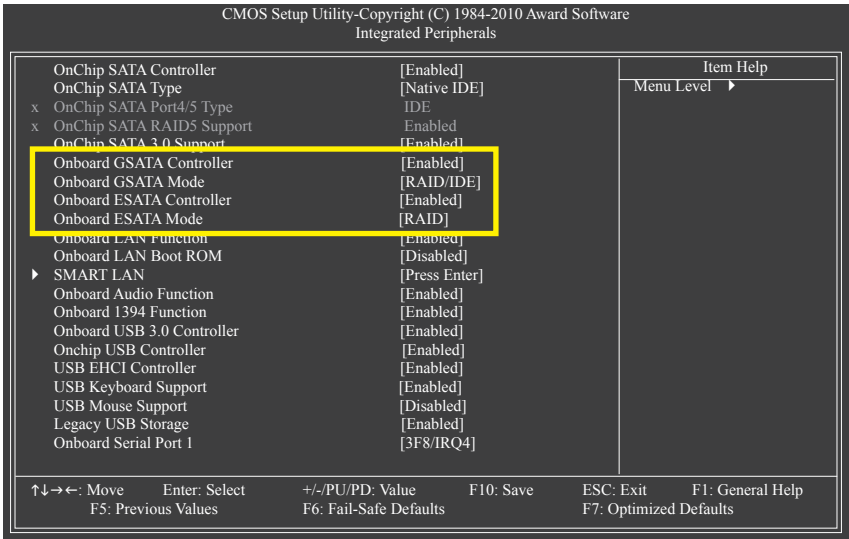 CMOS Setup Utility-Copyright (C) 1984-2010 Award Software
Integrated Peripherals
OnChip SATA Controller [Enabled]
OnChip SATA Type [Native IDE]
x OnChip SATA Port4/5 Type IDE
x OnChip SATA RAID5 Support Enabled
OnChip SATA 3.0 Support [Enabled]
Onboard GSATA Controller [Enabled]
Onboard GSATA Mode [RAID/IDE]
Onboard ESATA Controller [Enabled]
Onboard ESATA Mode [RAID]
Onboard LAN Function [Enabled]
Onboard LAN Boot ROM [Disabled]
SMART LAN [Press Enter]
Onboard Audio Function [Enabled]
Onboard 1394 Function [Enabled]
Onboard USB 3.0 Controller [Enabled]
Onchip USB Controller [Enabled]
USB EHCI Controller [Enabled]
USB Keyboard Support [Enabled]
USB Mouse Support [Disabled]
Legacy USB Storage [Enabled]
Onboard Serial Port 1 [3F8/IRQ4]
Item Help
Menu Level
↑↓→←: Move Enter: Select +/-/PU/PD: Value F10: Save ESC: Exit F1: General Help
F5: Previous Values F6: Fail-Safe Defaults F7: Optimized Defaults